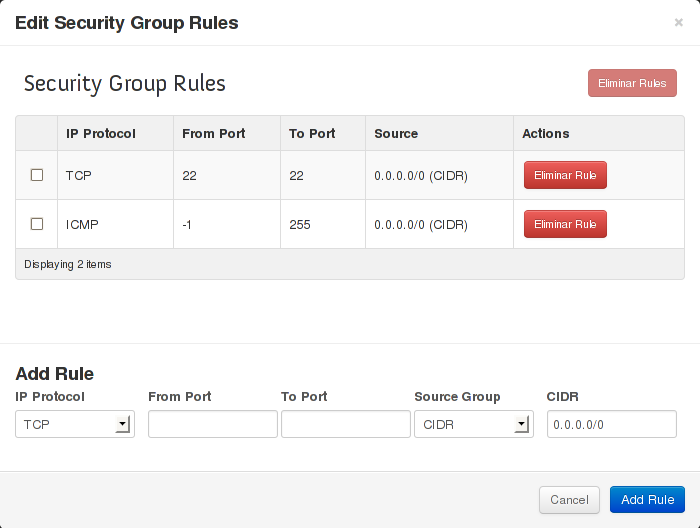 Edit Security Group Rules ×
Security Group Rules Eliminar Rules
IP Protocol From Port To Port Source Actions
TCP 22 22 0.0.0.0/0 (CIDR) Eliminar Rule
ICMP -1 255 0.0.0.0/0 (CIDR) Eliminar Rule
Displaying 2 items
Add Rule
IP Protocol From Port To Port Source Group CIDR
TCP CIDR 0.0.0.0/0
Cancel Add Rule